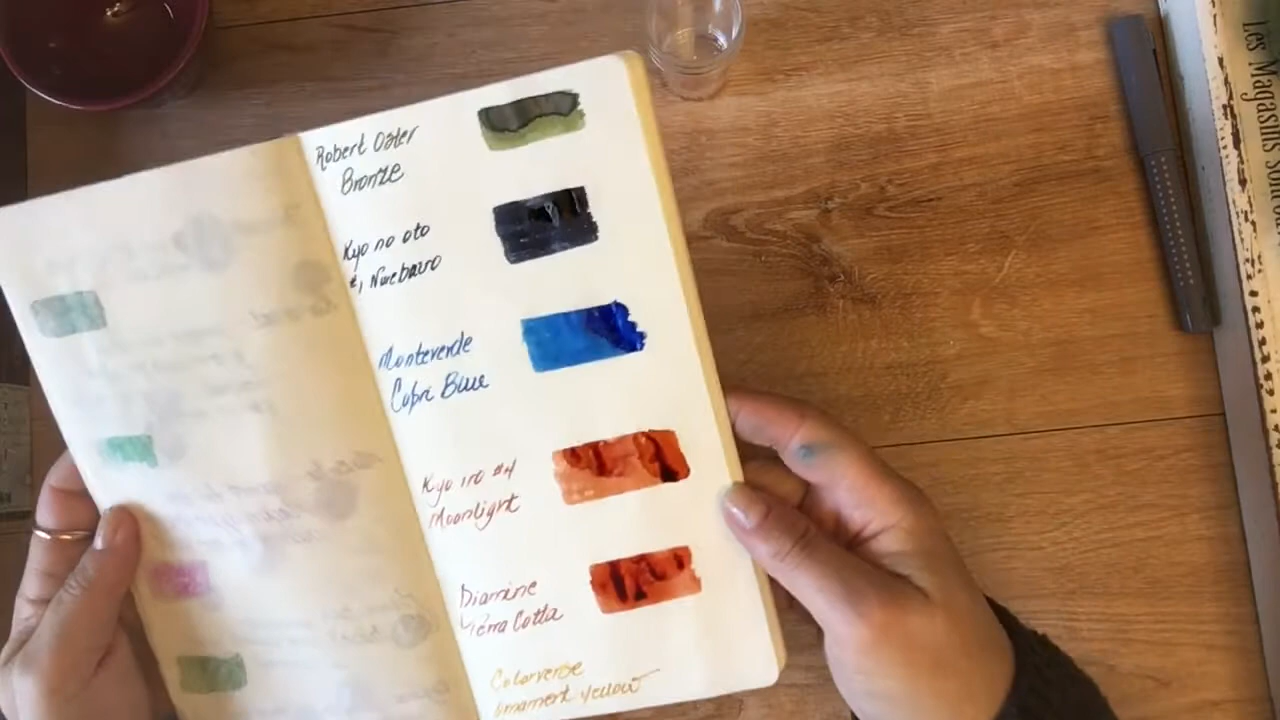 Robert Oster
Bronze
Kyo no oto
#1 Nurebairo
Monteverde
Capri Blue
Kyo iro #4
Moonlight
Diamine
Terra Cotta
Colorverse
ornament yellow
Les Magasins